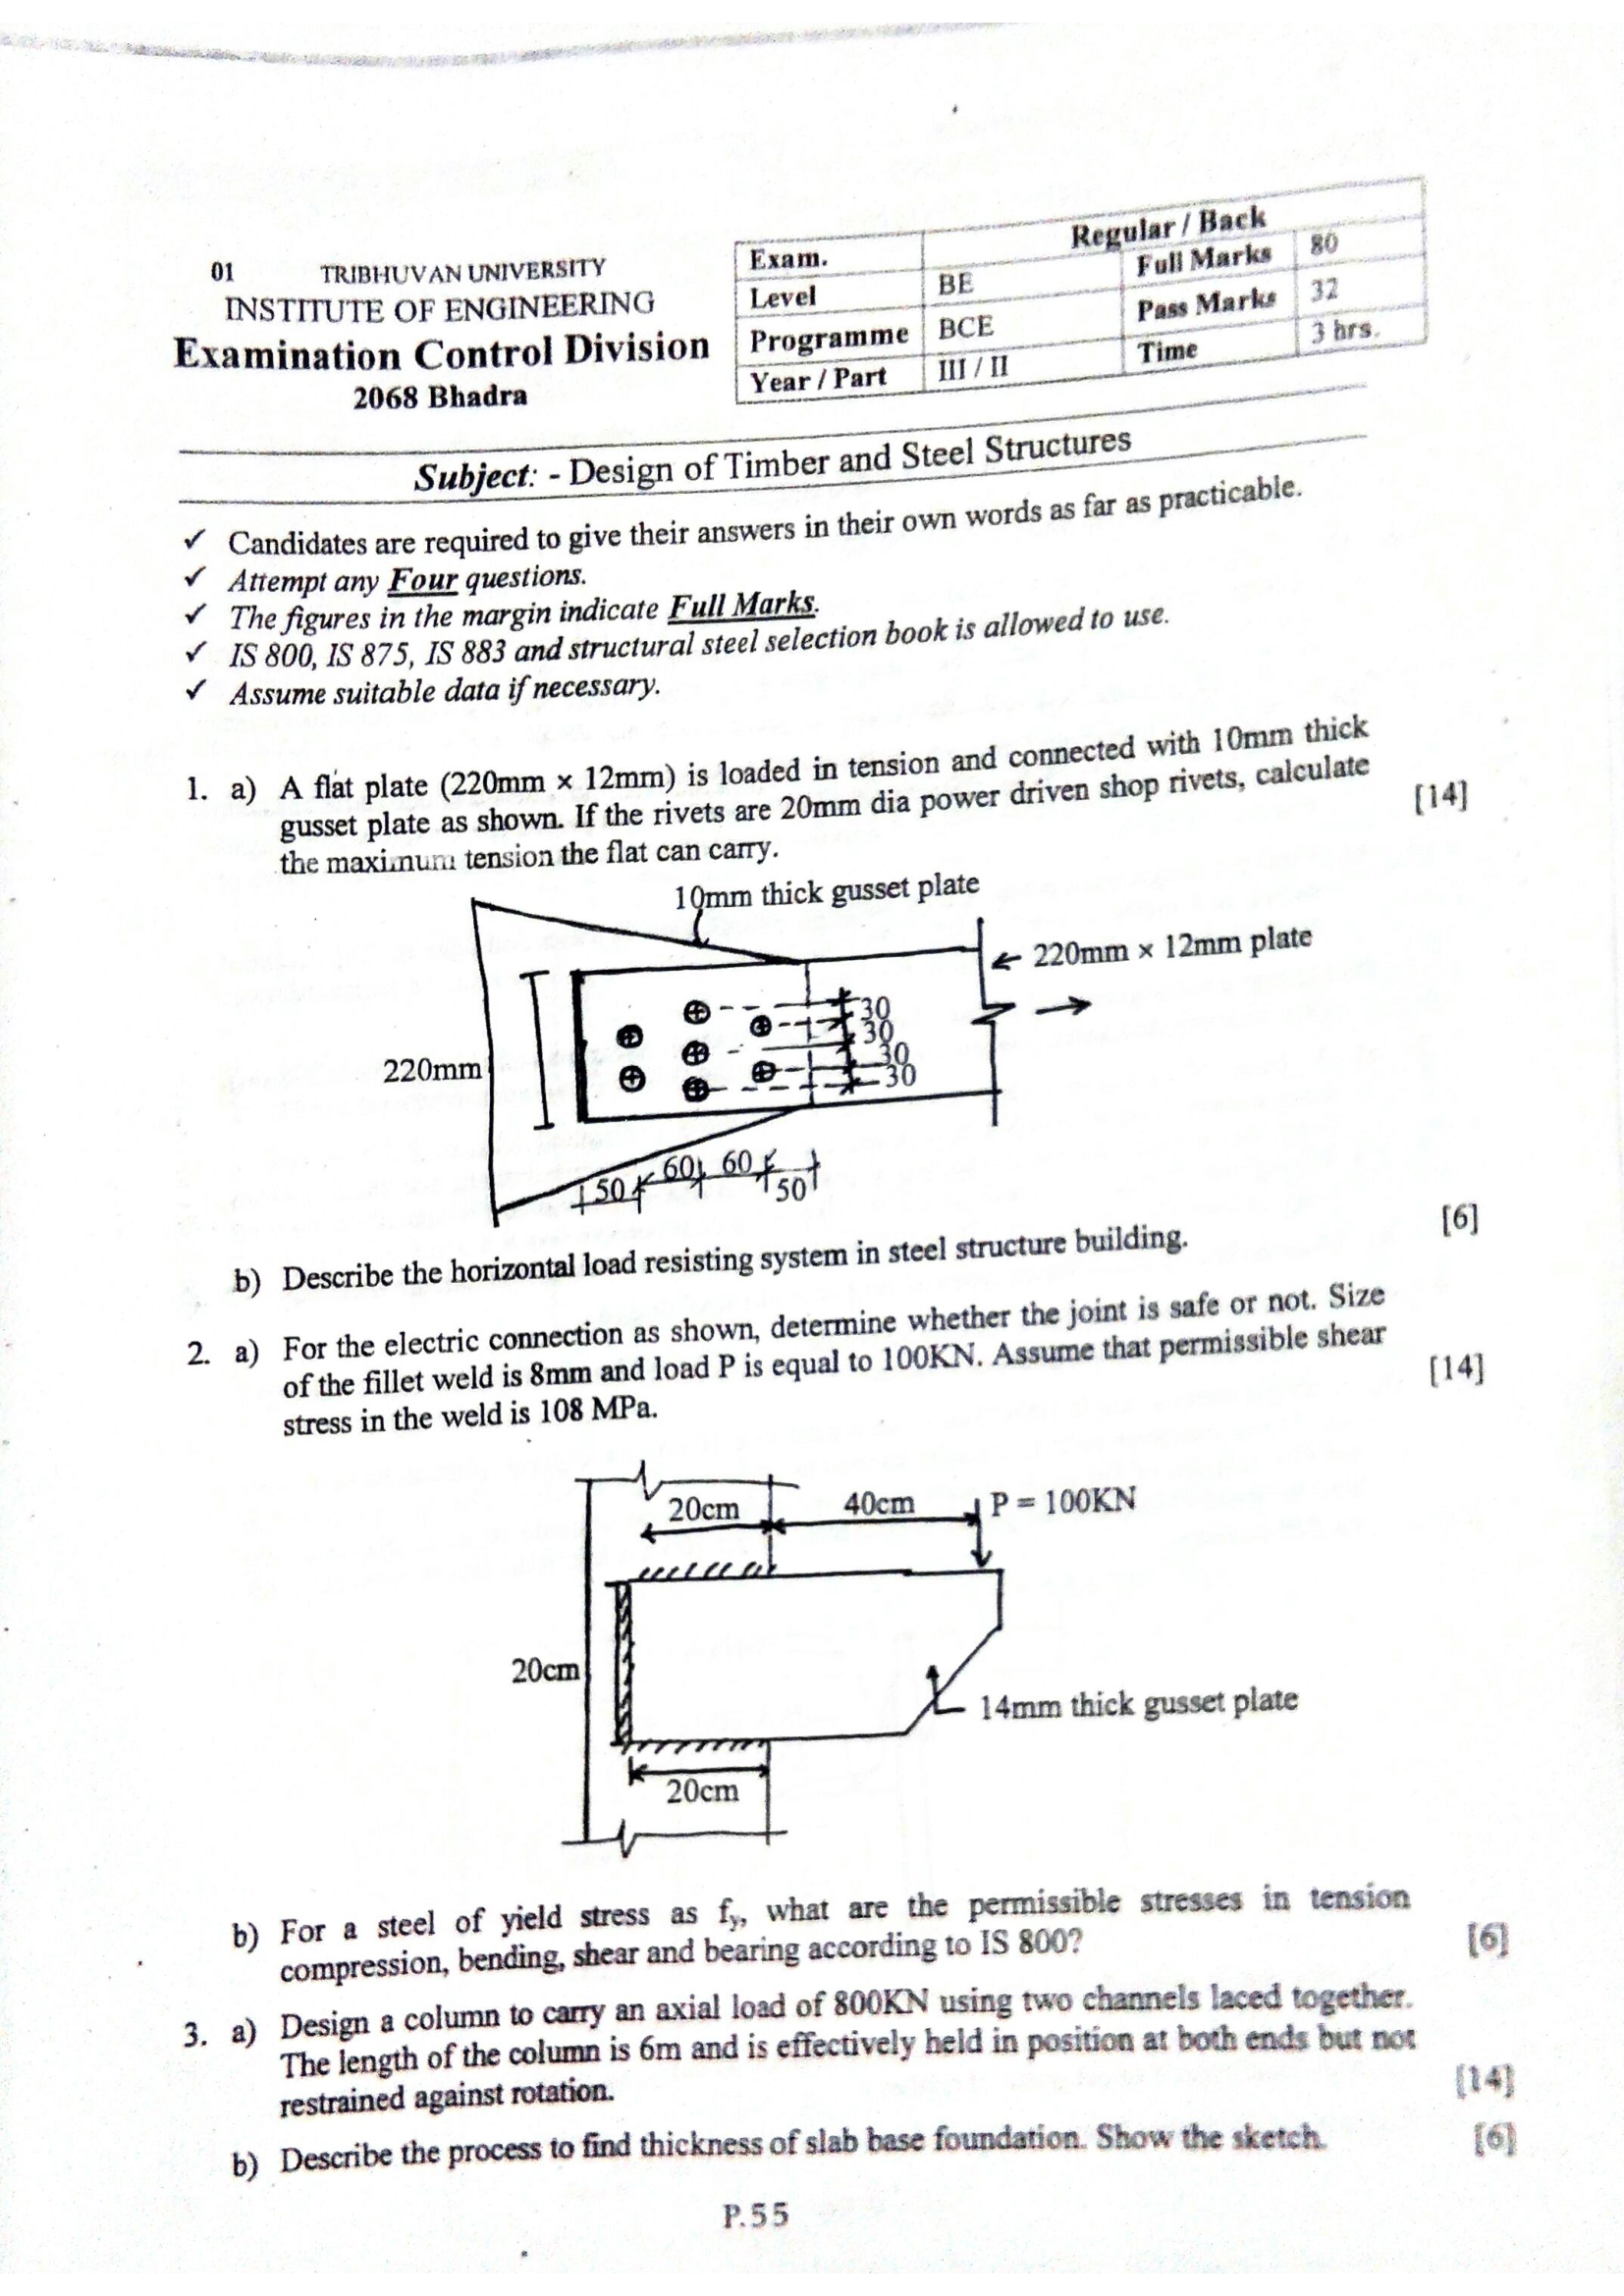 01 TRIBHUVAN UNIVERSITY
INSTITUTE OF ENGINEERING
Examination Control Division
2068 Bhadra
Exam. Regular / Back
Level BE Full Marks 80
Programme BCE Pass Marks 32
Year / Part III / II Time 3 hrs.
Subject: - Design of Timber and Steel Structures
✓ Candidates are required to give their answers in their own words as far as practicable.
✓ Attempt any Four questions.
✓ The figures in the margin indicate Full Marks.
✓ IS 800, IS 875, IS 883 and structural steel selection book is allowed to use.
✓ Assume suitable data if necessary.
1. a) A flat plate (220mm × 12mm) is loaded in tension and connected with 10mm thick
gusset plate as shown. If the rivets are 20mm dia power driven shop rivets, calculate
the maximum tension the flat can carry. [14]
10mm thick gusset plate
220mm × 12mm plate
30
30
30
30
220mm
50 60 60 50
b) Describe the horizontal load resisting system in steel structure building. [6]
2. a) For the electric connection as shown, determine whether the joint is safe or not. Size
of the fillet weld is 8mm and load P is equal to 100KN. Assume that permissible shear
stress in the weld is 108 MPa. [14]
20cm 40cm P = 100KN
20cm
14mm thick gusset plate
20cm
b) For a steel of yield stress as fy, what are the permissible stresses in tension
compression, bending, shear and bearing according to IS 800? [6]
3. a) Design a column to carry an axial load of 800KN using two channels laced together.
The length of the column is 6m and is effectively held in position at both ends but not
restrained against rotation. [14]
b) Describe the process to find thickness of slab base foundation. Show the sketch. [6]
P.55